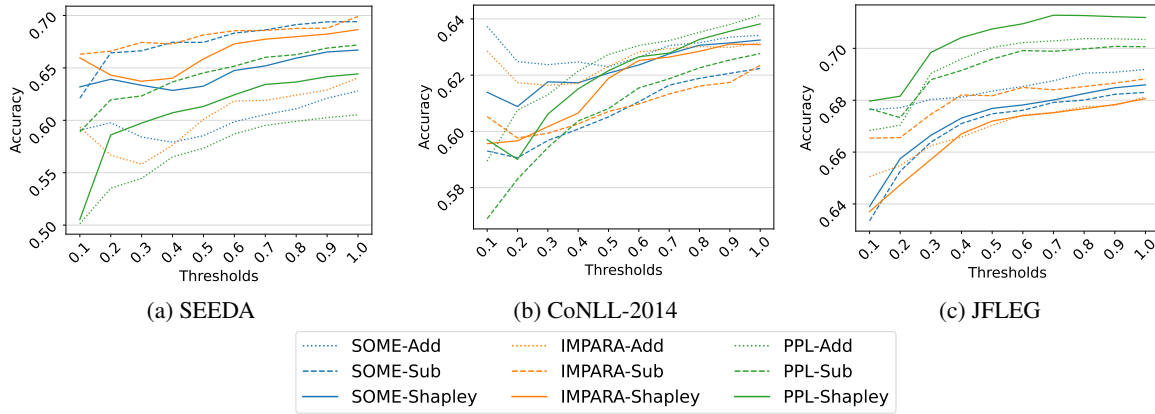 0.70
0.65
0.60
0.55
0.50
Accuracy
0.1 0.2 0.3 0.4 0.5 0.6 0.7 0.8 0.9 1.0
Thresholds
(a) SEEDA
0.64
0.62
0.60
0.58
Accuracy
0.1 0.2 0.3 0.4 0.5 0.6 0.7 0.8 0.9 1.0
Thresholds
(b) CoNLL-2014
0.70
0.68
0.66
0.64
Accuracy
0.1 0.2 0.3 0.4 0.5 0.6 0.7 0.8 0.9 1.0
Thresholds
(c) JFLEG
SOME-Add IMPARA-Add PPL-Add
SOME-Sub IMPARA-Sub PPL-Sub
SOME-Shapley IMPARA-Shapley PPL-Shapley